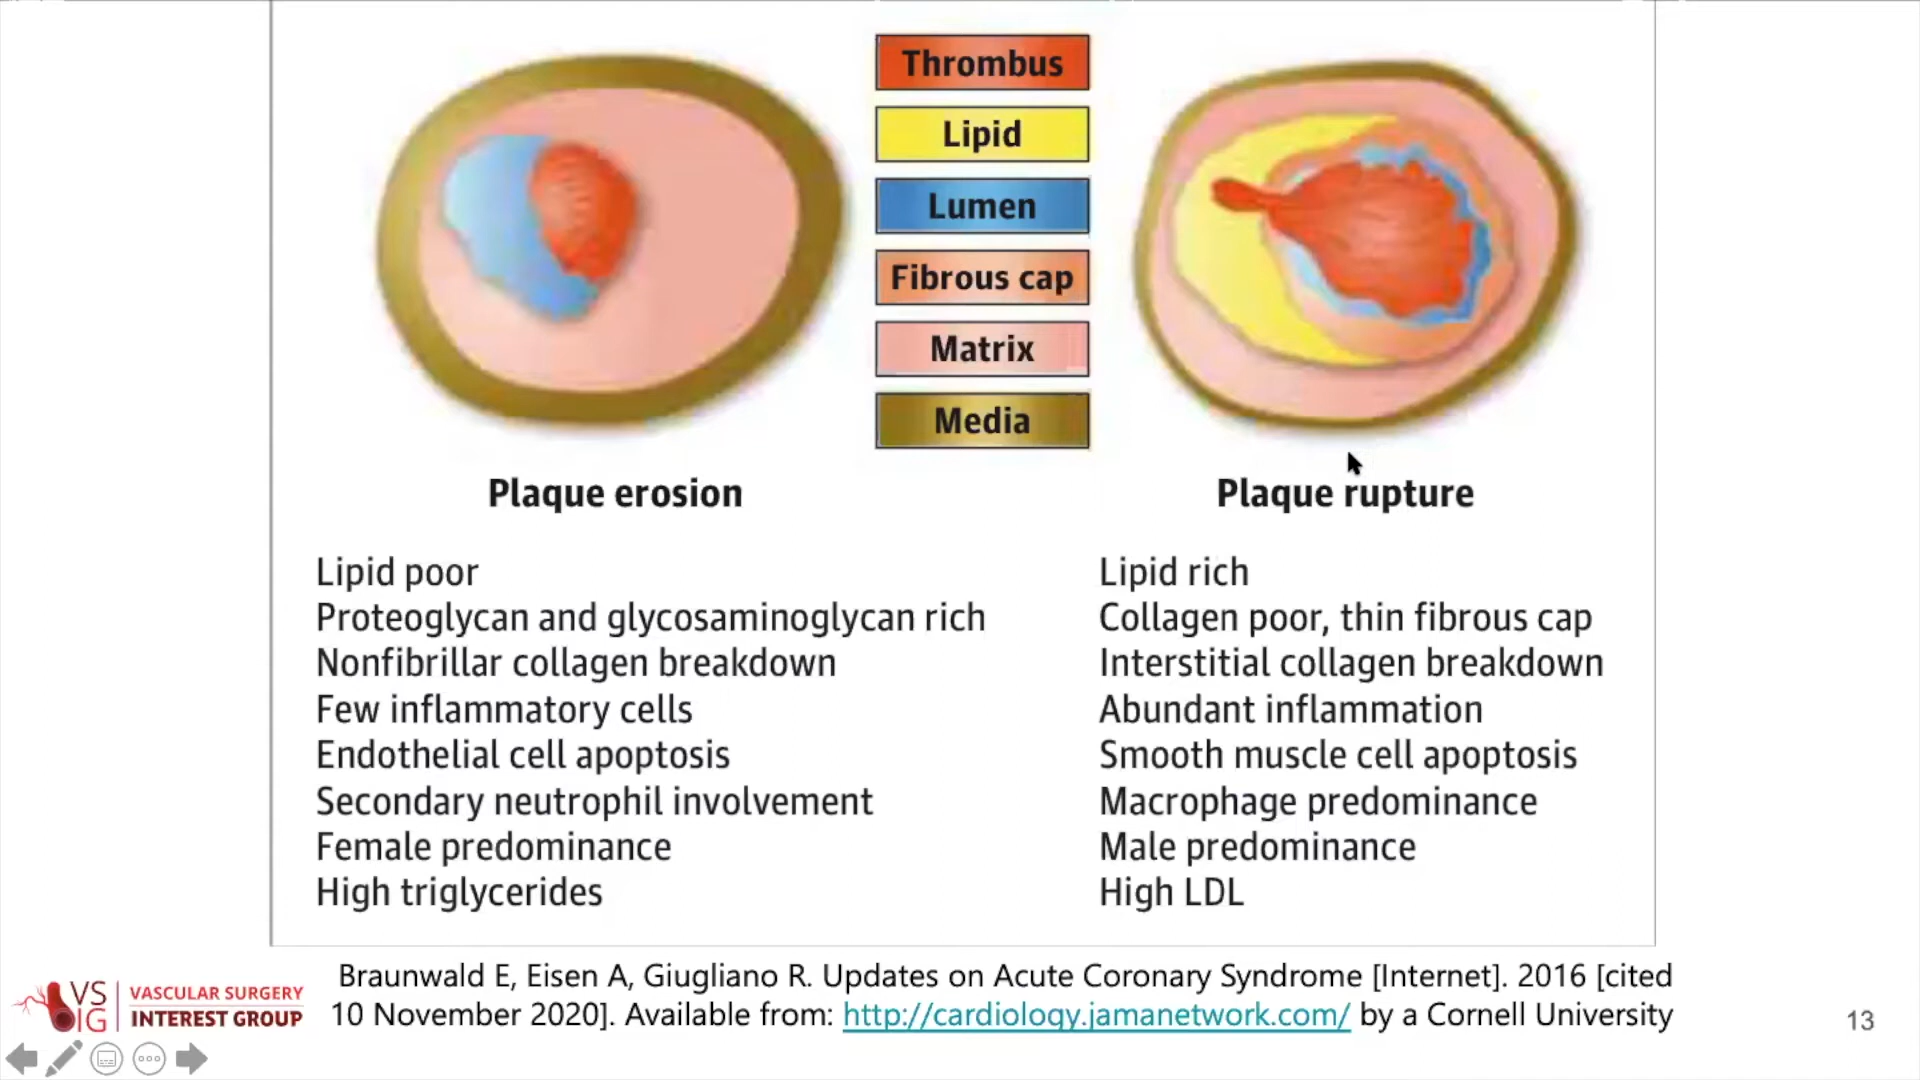 Thrombus
Lipid
Lumen
Fibrous cap
Matrix
Media
Plaque erosion
Lipid poor
Proteoglycan and glycosaminoglycan rich
Nonfibrillar collagen breakdown
Few inflammatory cells
Endothelial cell apoptosis
Secondary neutrophil involvement
Female predominance
High triglycerides
Plaque rupture
Lipid rich
Collagen poor, thin fibrous cap
Interstitial collagen breakdown
Abundant inflammation
Smooth muscle cell apoptosis
Macrophage predominance
Male predominance
High LDL
VS
IG
VASCULAR SURGERY
INTEREST GROUP
Braunwald E, Eisen A, Giugliano R. Updates on Acute Coronary Syndrome [Internet]. 2016 [cited
10 November 2020]. Available from: http://cardiology.jamanetwork.com/ by a Cornell University
13